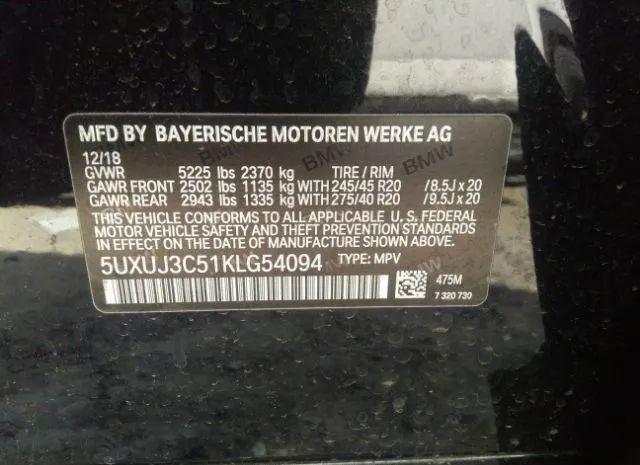 MFD BY BAYERISCHE MOTOREN WERKE AG
12/18
GVWR 5225 lbs 2370 kg TIRE / RIM
GAWR FRONT 2502 lbs 1135 kg WITH 245/45 R20 /8.5J x 20
GAWR REAR 2943 lbs 1335 kg WITH 275/40 R20 /9.5J x 20
THIS VEHICLE CONFORMS TO ALL APPLICABLE U.S. FEDERAL
MOTOR VEHICLE SAFETY AND THEFT PREVENTION STANDARDS
IN EFFECT ON THE DATE OF MANUFACTURE SHOWN ABOVE.
5UXUJ3C51KLG54094 TYPE: MPV
475M
7 320 730